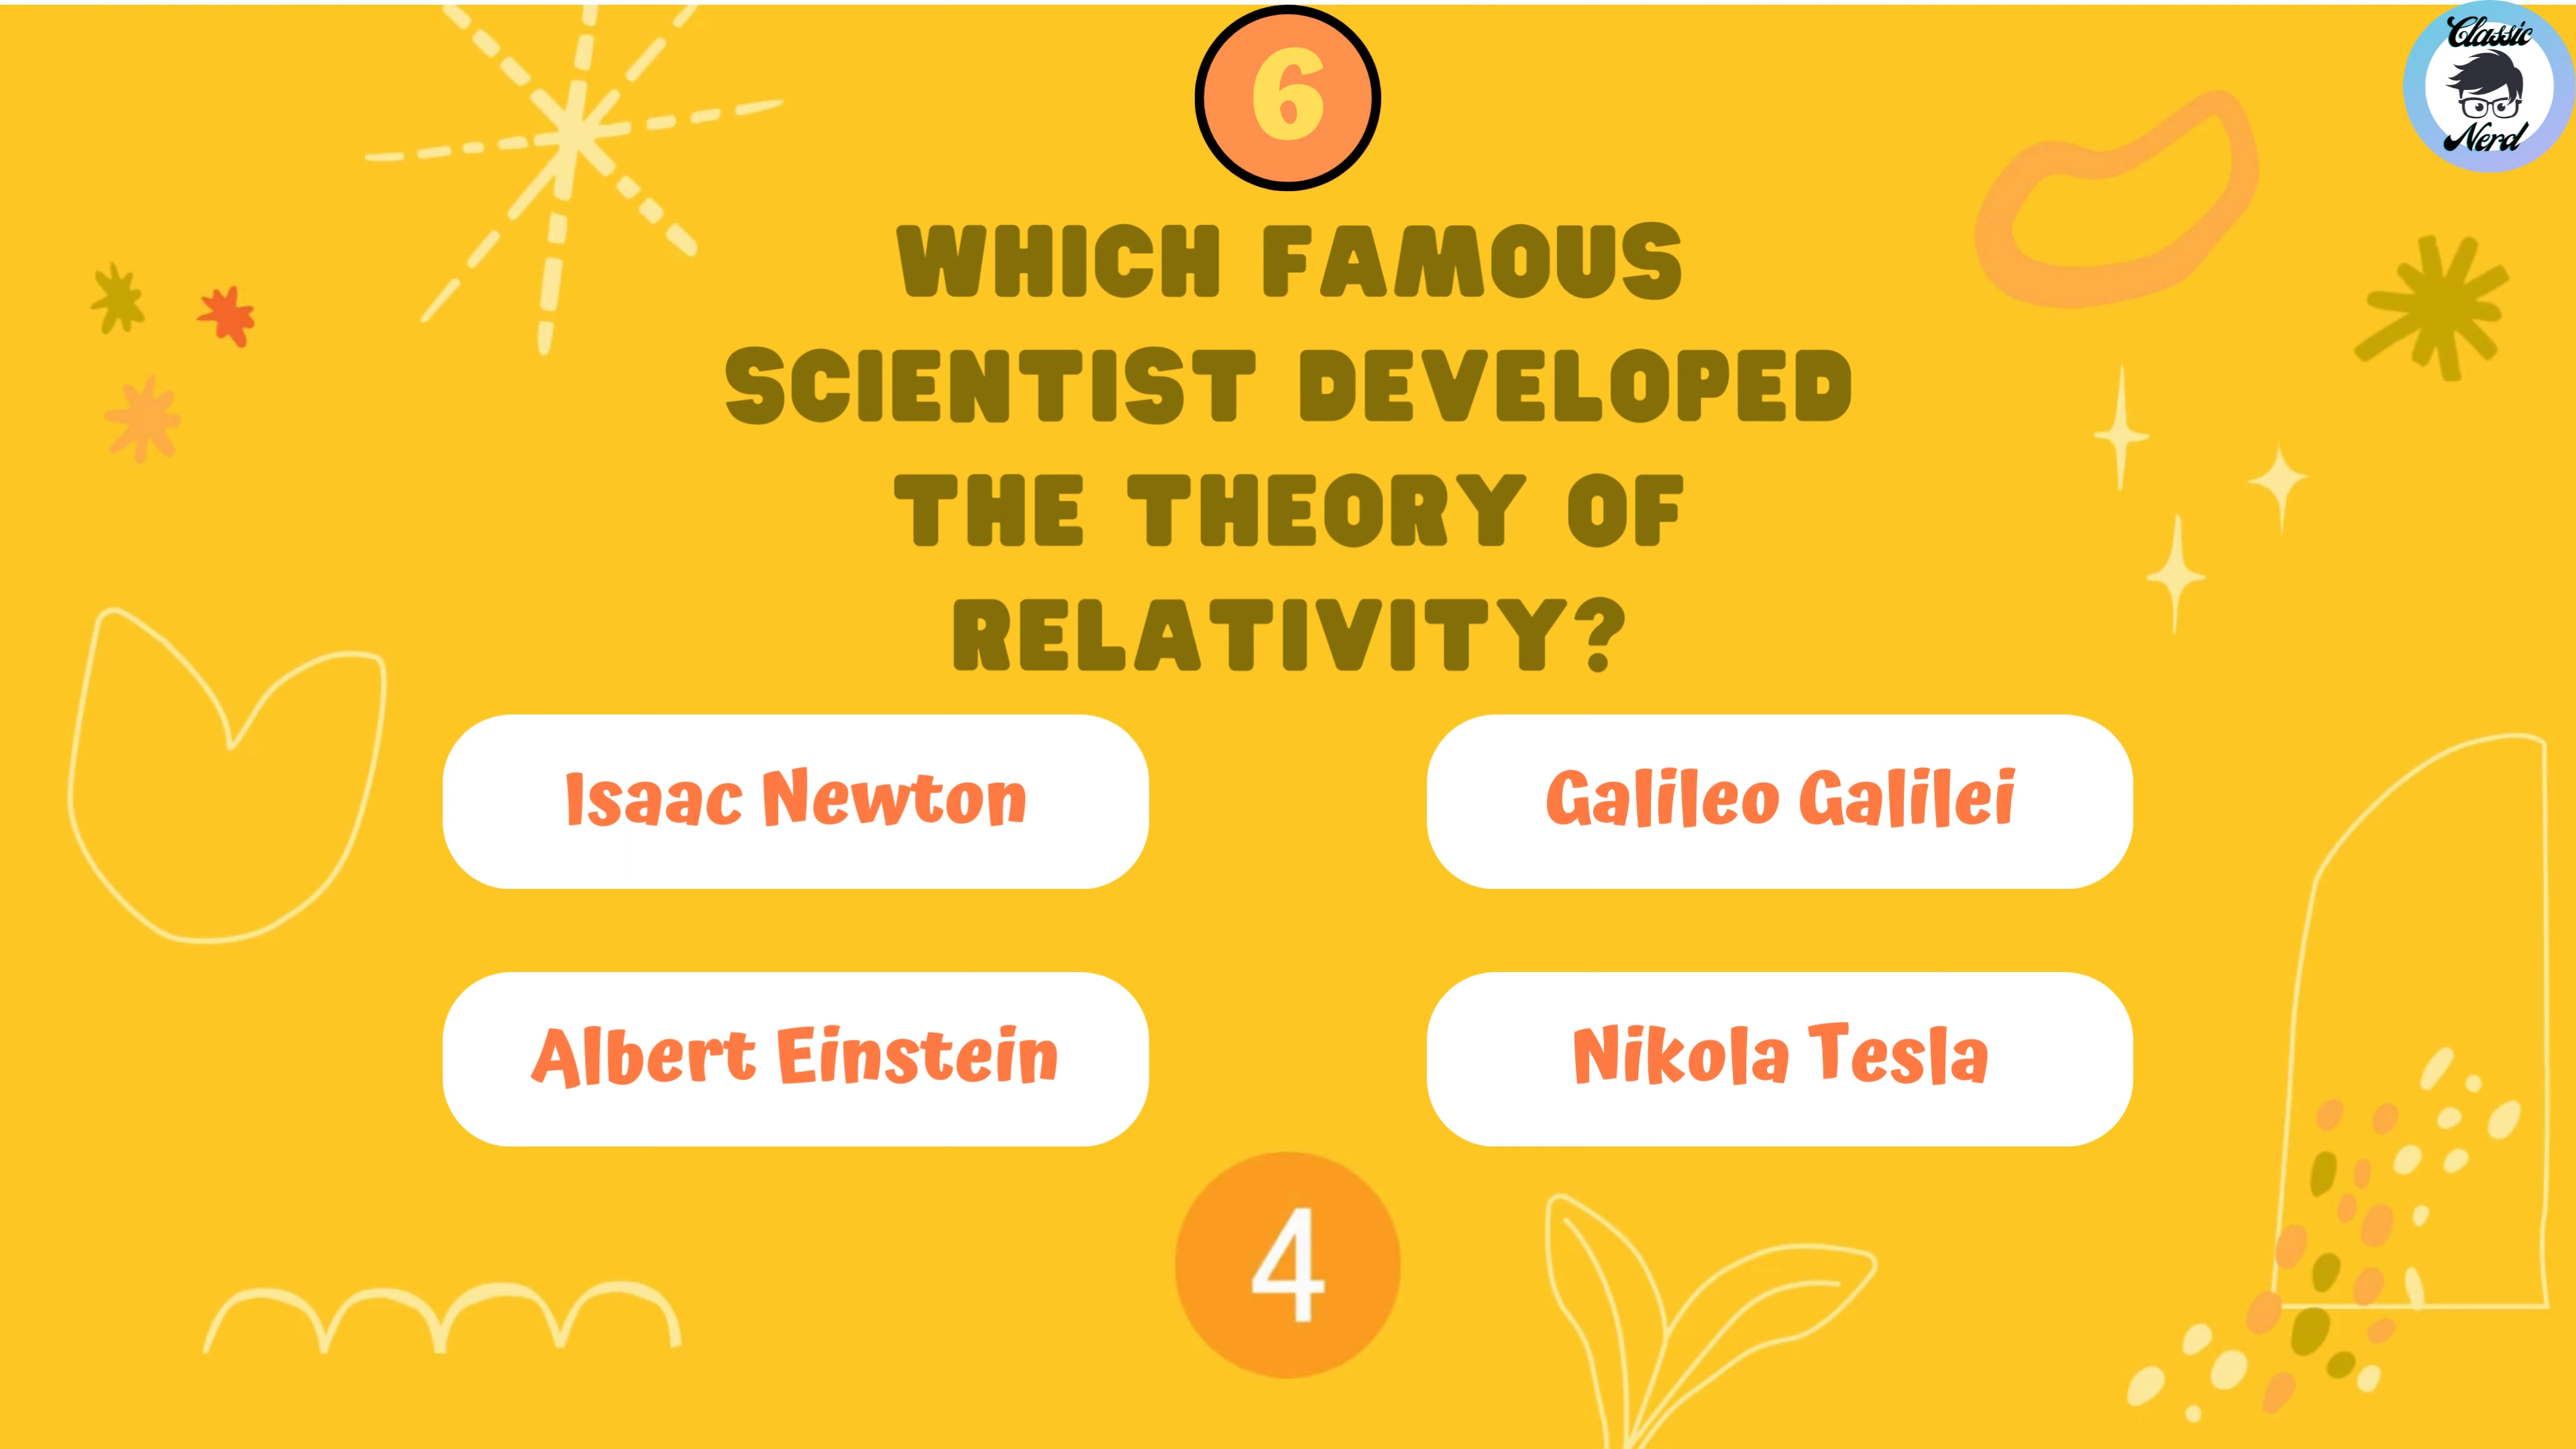 6
Classic
Nerd
WHICH FAMOUS
SCIENTIST DEVELOPED
THE THEORY OF
RELATIVITY?
Isaac Newton
Galileo Galilei
Albert Einstein
Nikola Tesla
4